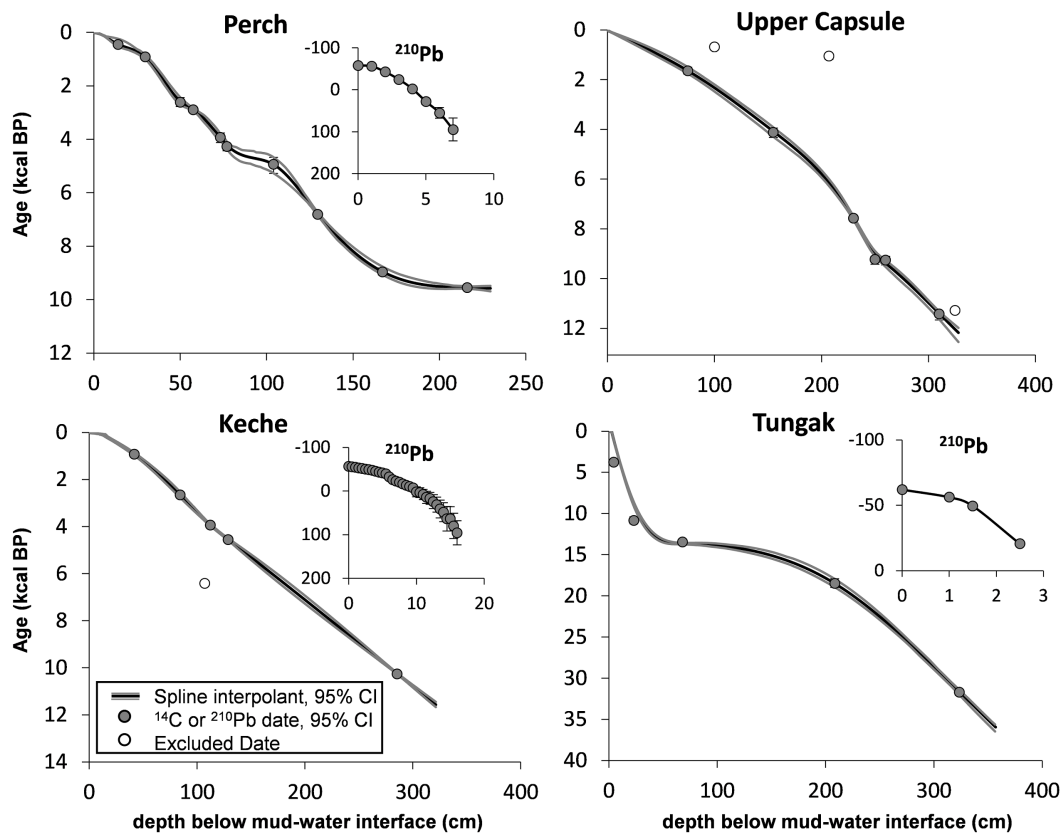 Perch
Age (kcal BP)
0
2
4
6
8
10
12
0 50 100 150 200 250
²¹⁰Pb
-100
0
100
200
0 5 10
Upper Capsule
0
2
4
6
8
10
12
0 100 200 300 400
Keche
Age (kcal BP)
0
2
4
6
8
10
12
14
0 100 200 300 400
depth below mud-water interface (cm)
²¹⁰Pb
-100
0
100
200
0 10 20
Spline interpolant, 95% CI
¹⁴C or ²¹⁰Pb date, 95% CI
Excluded Date
Tungak
0
5
10
15
20
25
30
35
40
0 100 200 300 400
depth below mud-water interface (cm)
²¹⁰Pb
-100
-50
0
0 1 2 3